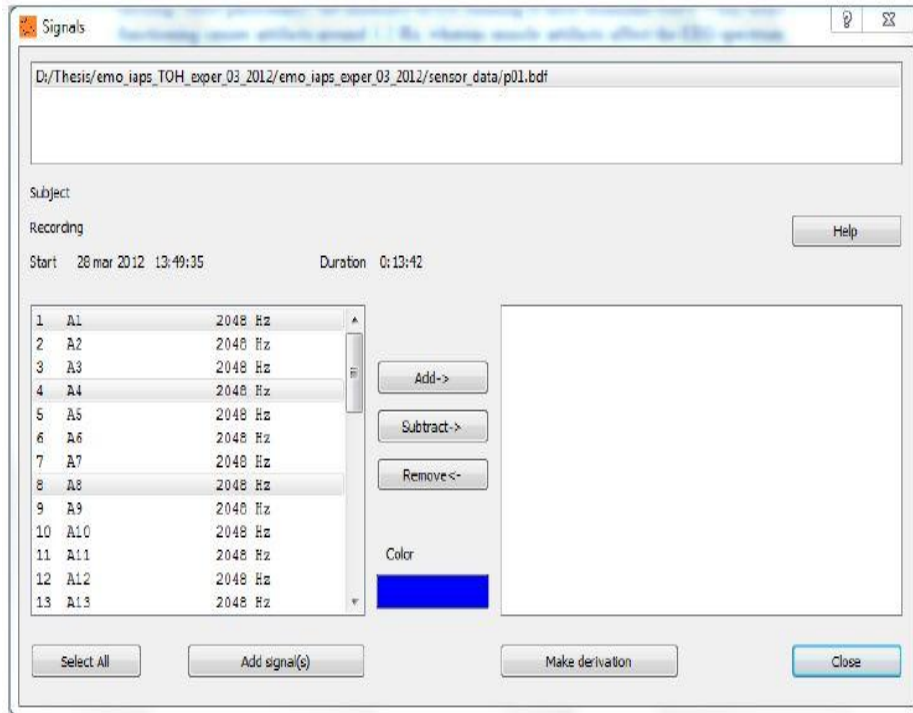 Signals
D:/Thesis/emo_iaps_TOH_exper_03_2012/emo_iaps_exper_03_2012/sensor_data/p01.bdf
Subject
Recording
Help
Start 28 mar 2012 13:49:35 Duration 0:13:42
1 A1 2048 Hz
2 A2 2048 Hz
3 A3 2048 Hz
4 A4 2048 Hz
5 A5 2048 Hz
6 A6 2048 Hz
7 A7 2048 Hz
8 A8 2048 Hz
9 A9 2048 Hz
10 A10 2048 Hz
11 A11 2048 Hz
12 A12 2048 Hz
13 A13 2048 Hz
Add->
Subtract->
Remove<-
Color
Select All
Add signal(s)
Make derivation
Close